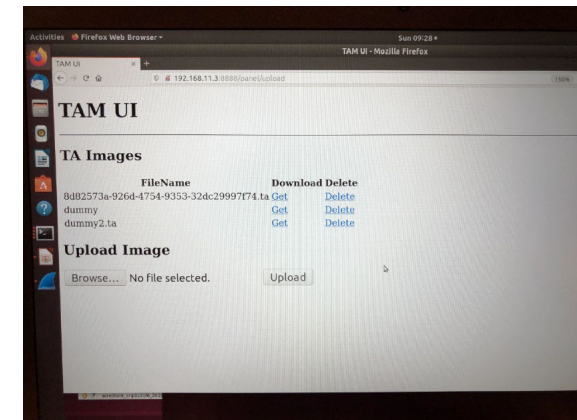 Activities Firefox Web Browser Sun 09:28
TAM UI - Mozilla Firefox
TAM UI
192.168.11.3:8888/panel/upload
TAM UI
TA Images
FileName Download Delete
8d82573a-926d-4754-9353-32dc29997f74.ta Get Delete
dummy Get Delete
dummy2.ta Get Delete
Upload Image
Browse... No file selected. Upload